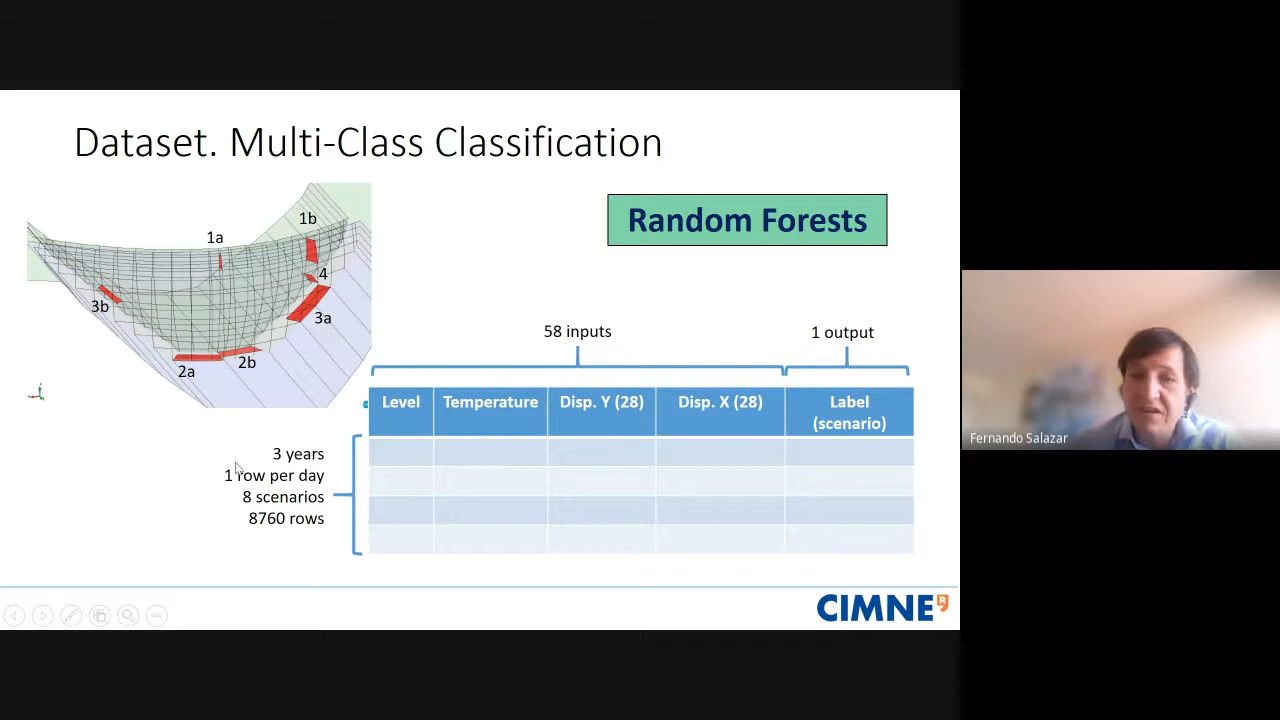 Dataset. Multi-Class Classification
Random Forests
1b
1a
4
3b
3a
2b
2a
58 inputs
1 output
Level
Temperature
Disp. Y (28)
Disp. X (28)
Label
(scenario)
3 years
1 row per day
8 scenarios
8760 rows
Fernando Salazar
CIMNE
R